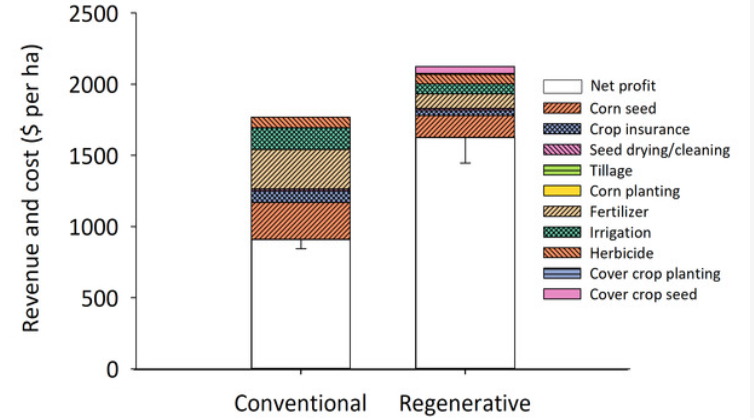 Revenue and cost ($ per ha)
2500
2000
1500
1000
500
0
Conventional
Regenerative
Net profit
Corn seed
Crop insurance
Seed drying/cleaning
Tillage
Corn planting
Fertilizer
Irrigation
Herbicide
Cover crop planting
Cover crop seed